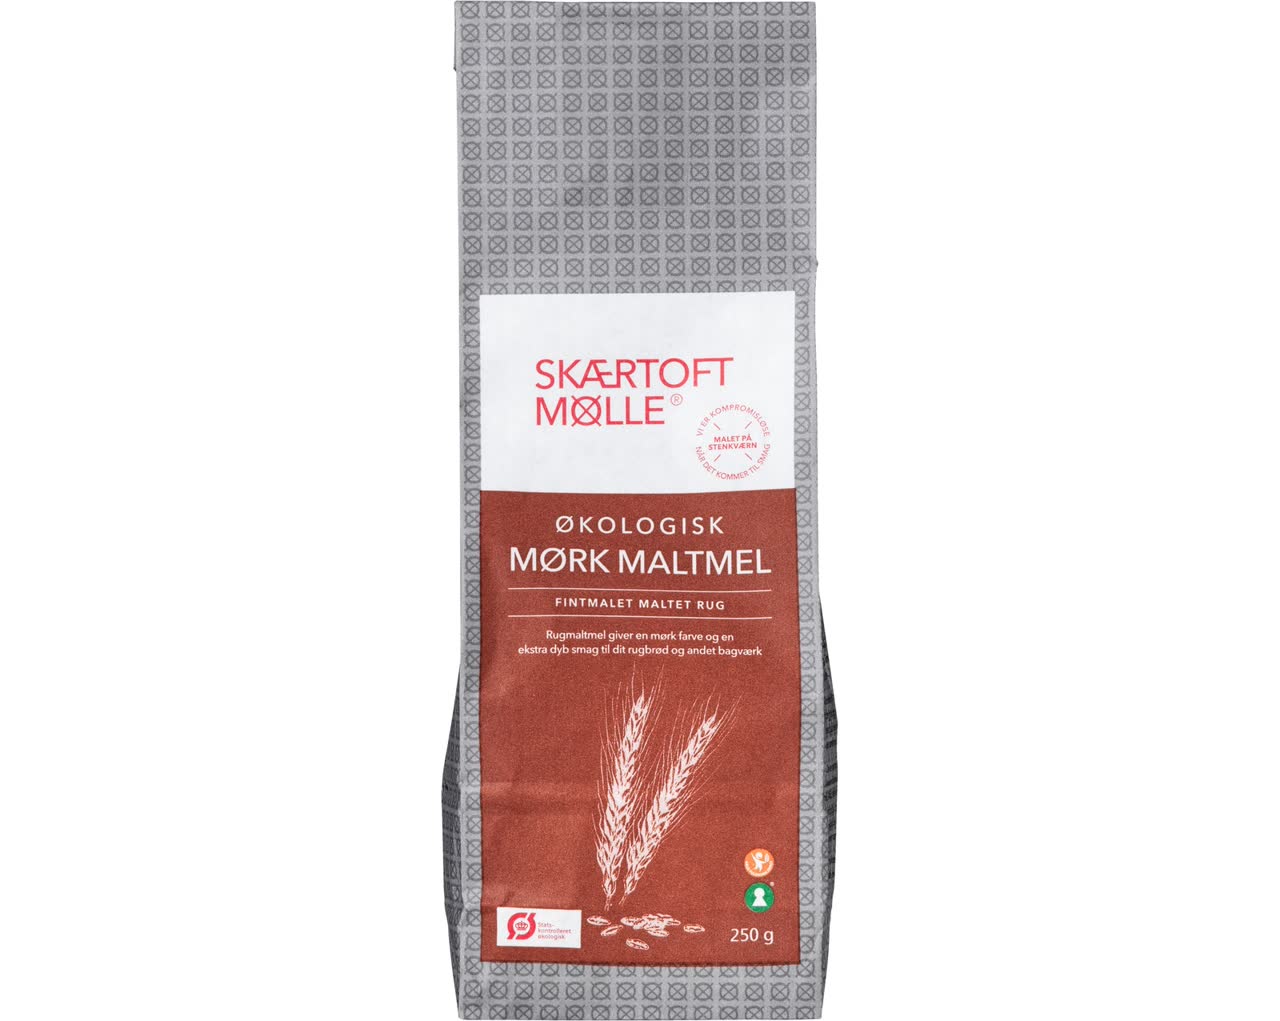 SKÆRTOFT
MØLLE®
VI ER KOMPROMISLØSE
MALET PÅ
STENKVÆRN
NÅR DET KOMMER TIL SMAG
ØKOLOGISK
MØRK MALTMEL
FINTMALET MALTET RUG
Rugmaltmel giver en mørk farve og en
ekstra dyb smag til dit rugbrød og andet bagværk
Ø
Stats-
kontrolleret
økologisk
250 g